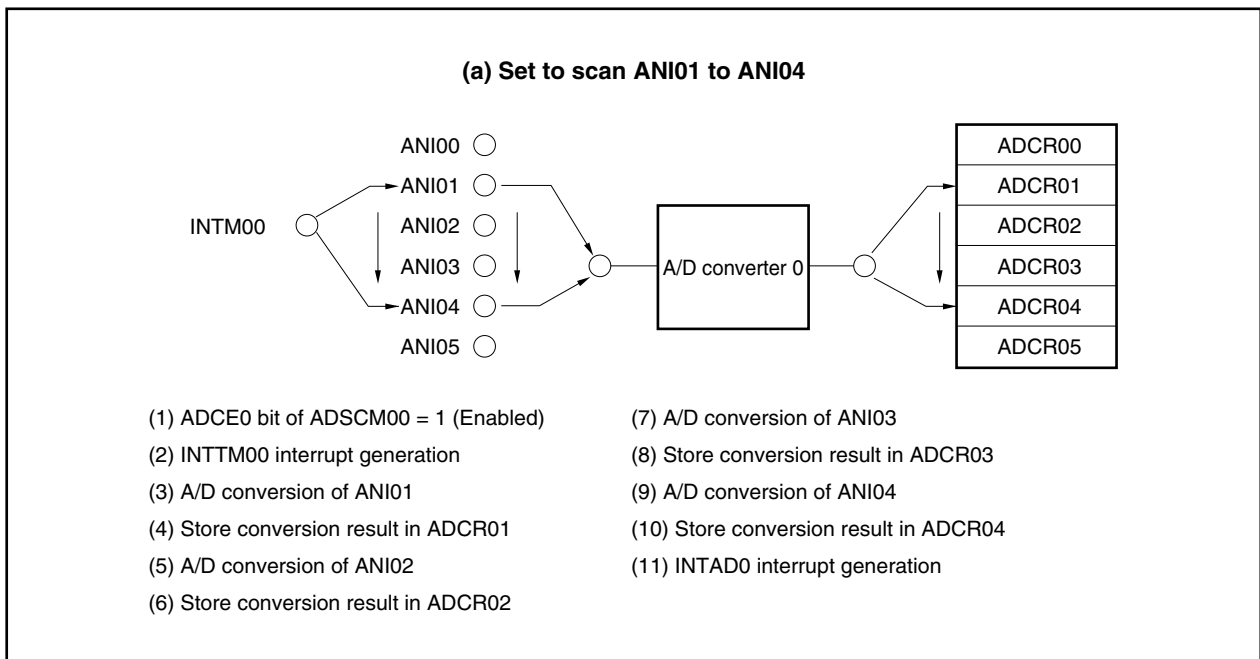 (a) Set to scan ANI01 to ANI04
ANI00
ANI01
INTM00
ANI02
ANI03
ANI04
ANI05
A/D converter 0
ADCR00
ADCR01
ADCR02
ADCR03
ADCR04
ADCR05
(1) ADCE0 bit of ADSCM00 = 1 (Enabled)
(2) INTTM00 interrupt generation
(3) A/D conversion of ANI01
(4) Store conversion result in ADCR01
(5) A/D conversion of ANI02
(6) Store conversion result in ADCR02
(7) A/D conversion of ANI03
(8) Store conversion result in ADCR03
(9) A/D conversion of ANI04
(10) Store conversion result in ADCR04
(11) INTAD0 interrupt generation